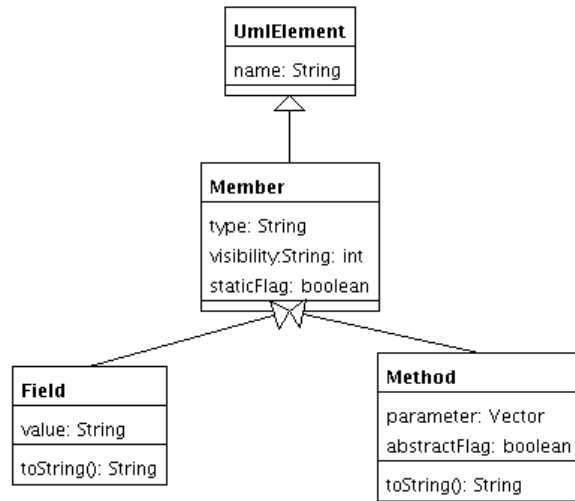 UmlElement
name: String
Member
type: String
visibility:String: int
staticFlag: boolean
Field
value: String
toString(): String
Method
parameter: Vector
abstractFlag: boolean
toString(): String